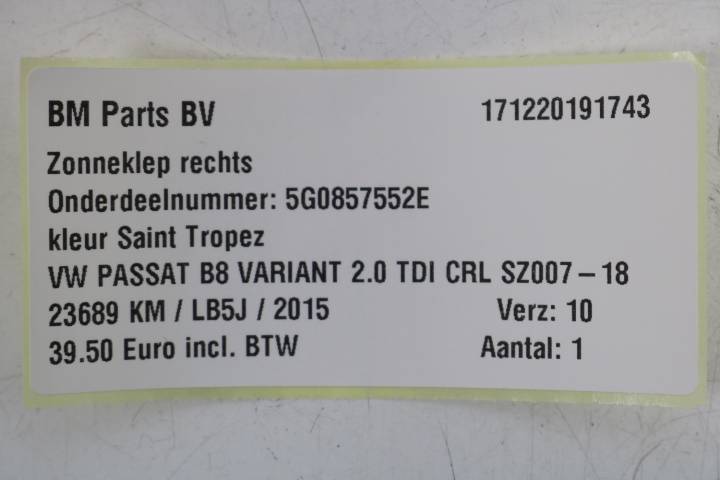 BM Parts BV 171220191743
Zonneklep rechts
Onderdeelnummer: 5G0857552E
kleur Saint Tropez
VW PASSAT B8 VARIANT 2.0 TDI CRL SZ007-18
23689 KM / LB5J / 2015 Verz: 10
39.50 Euro incl. BTW Aantal: 1